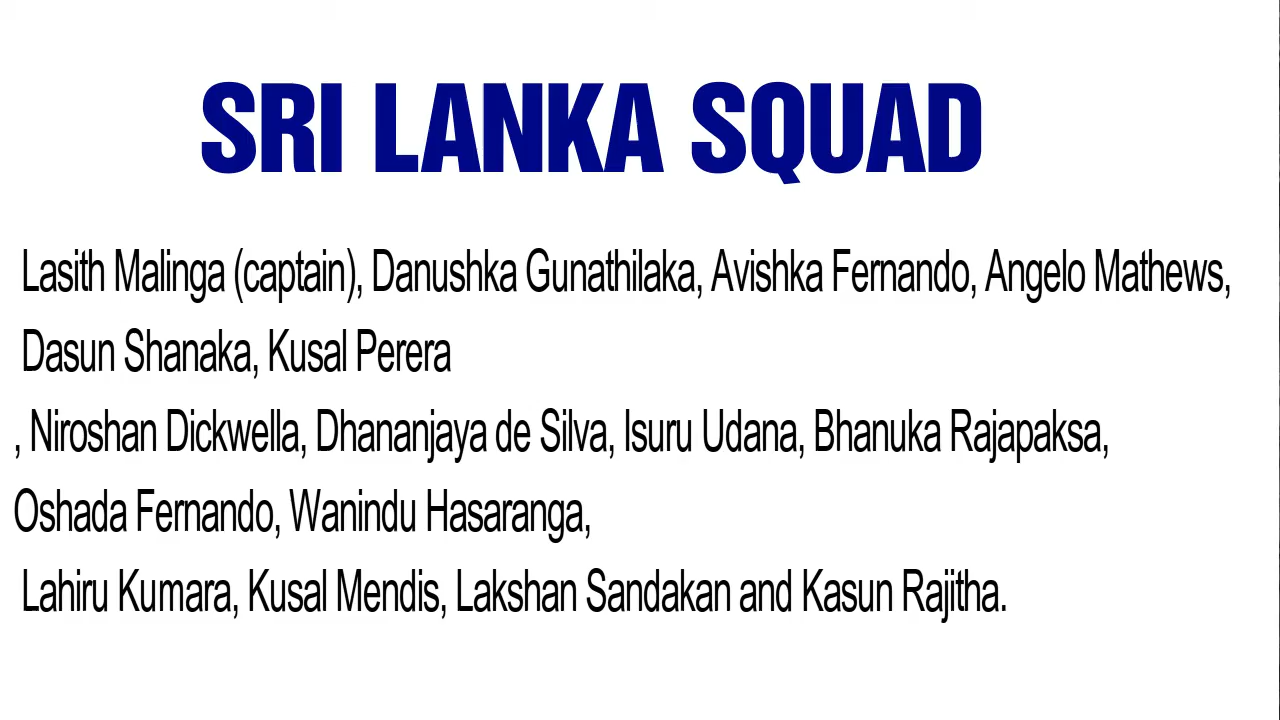 SRI LANKA SQUAD
Lasith Malinga (captain), Danushka Gunathilaka, Avishka Fernando, Angelo Mathews,
Dasun Shanaka, Kusal Perera
, Niroshan Dickwella, Dhananjaya de Silva, Isuru Udana, Bhanuka Rajapaksa,
Oshada Fernando, Wanindu Hasaranga,
Lahiru Kumara, Kusal Mendis, Lakshan Sandakan and Kasun Rajitha.